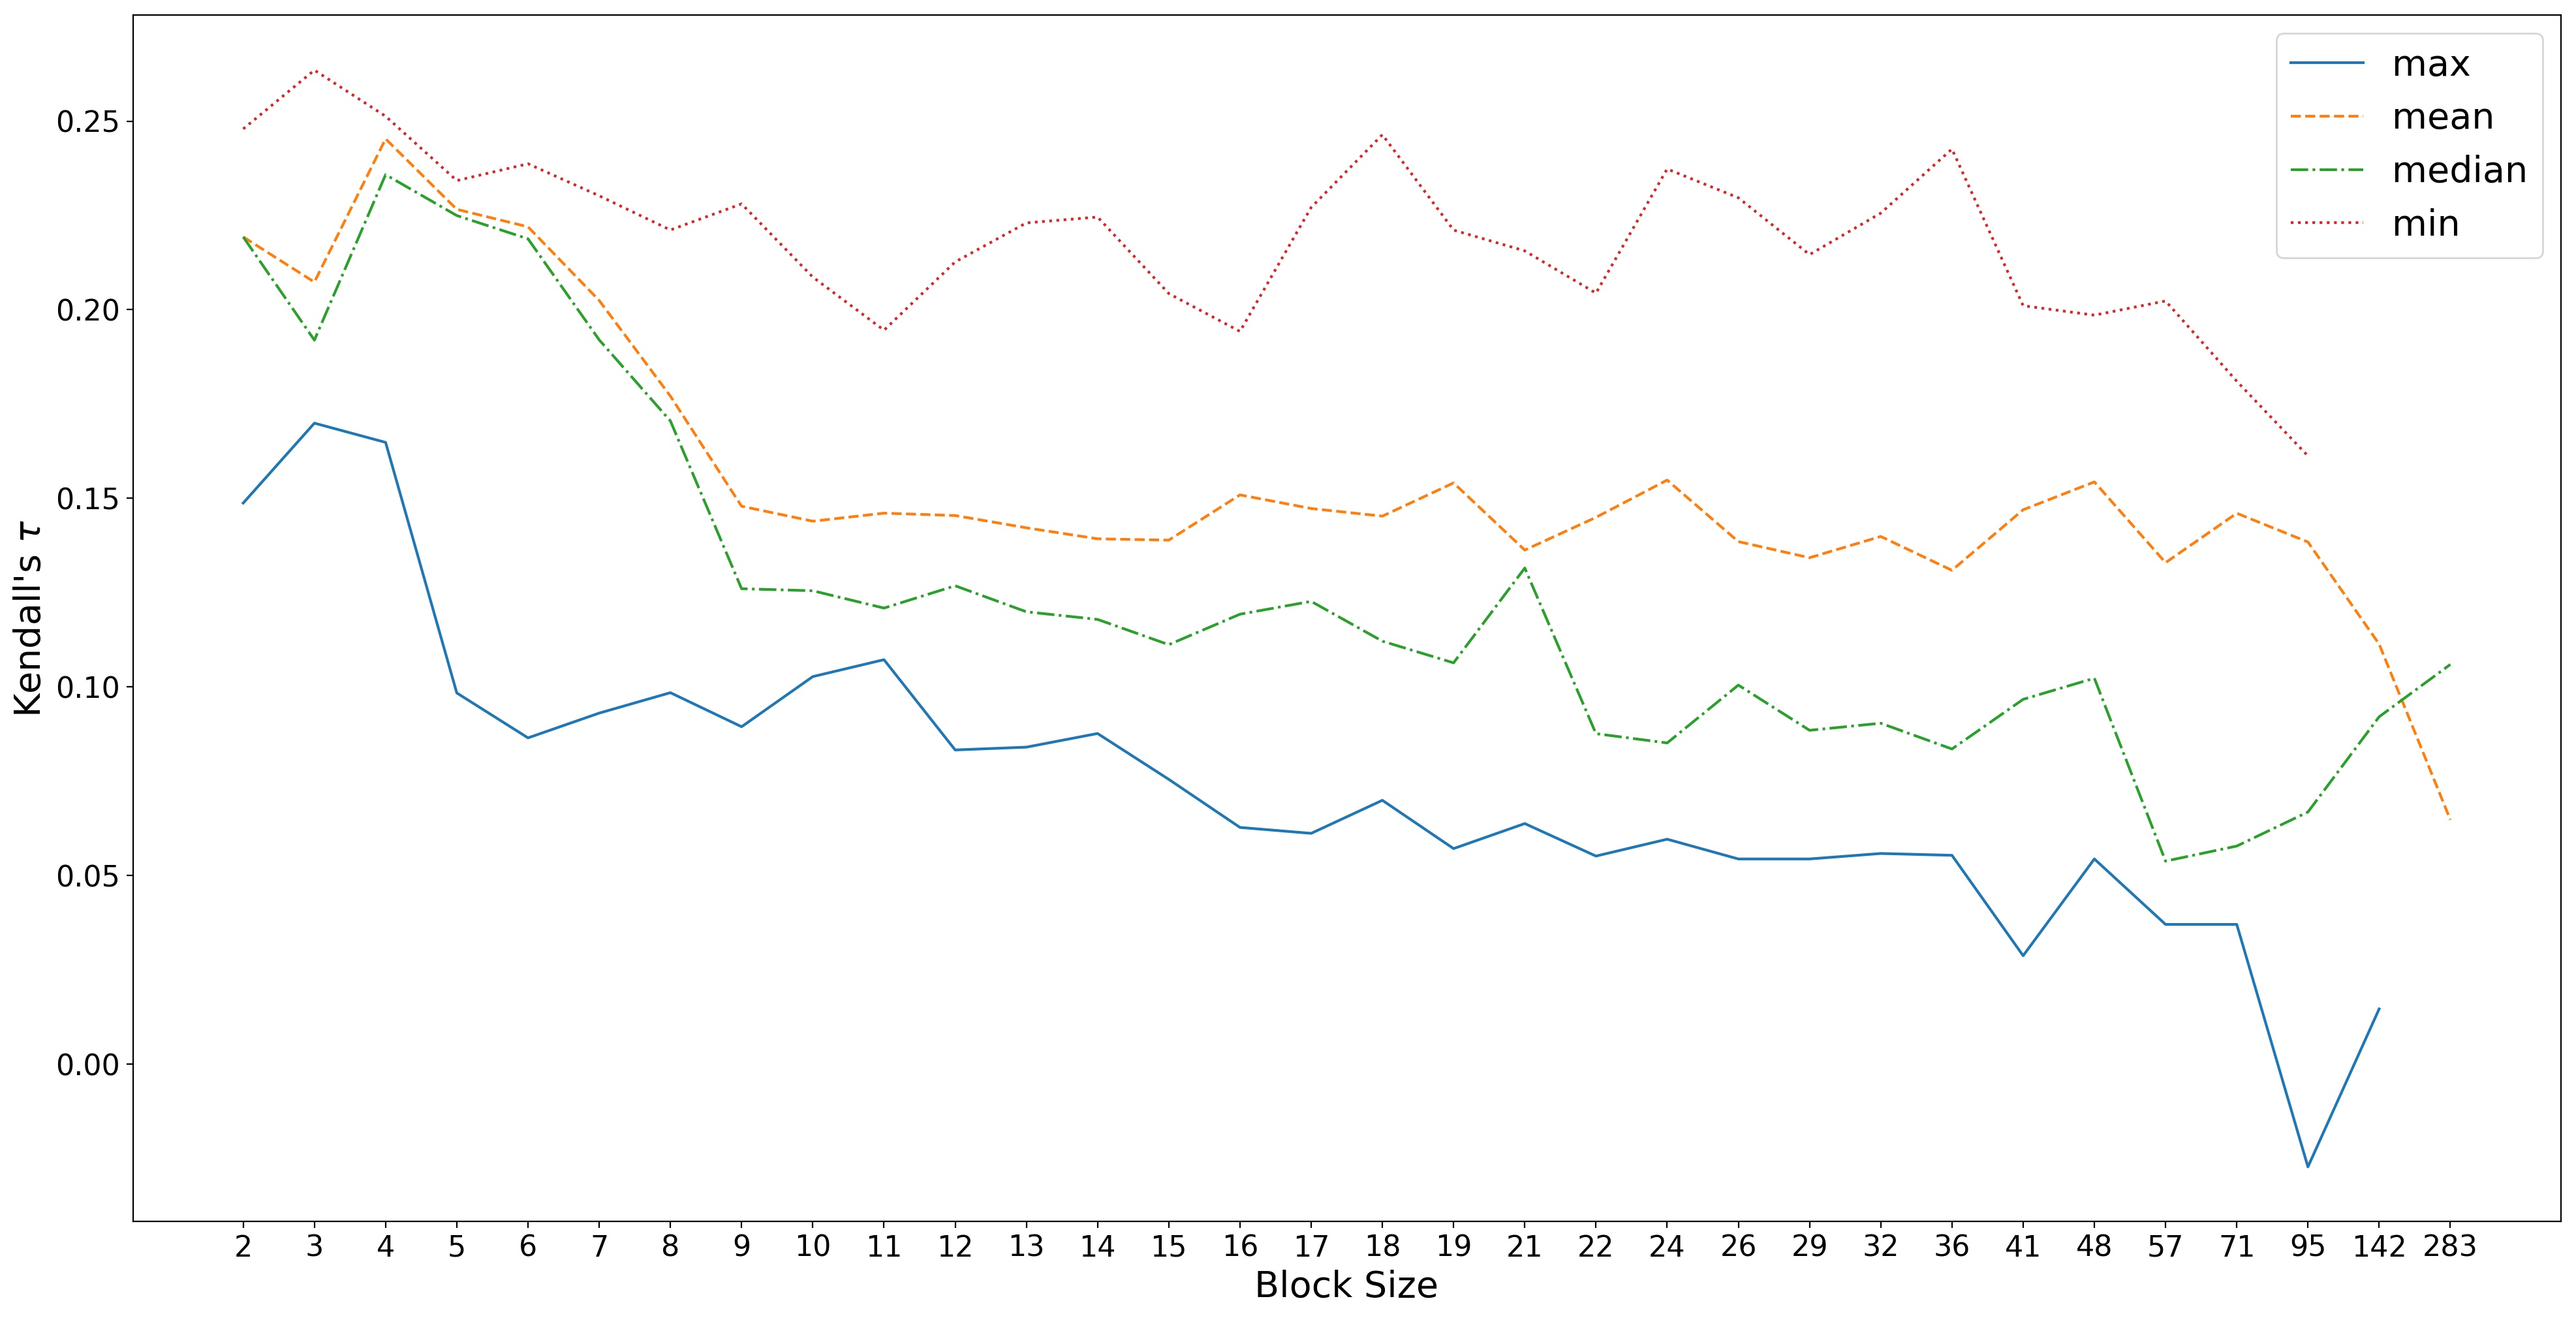 max
mean
median
min
0.25
0.20
0.15
0.10
0.05
0.00
Kendall's τ
2 3 4 5 6 7 8 9 10 11 12 13 14 15 16 17 18 19 21 22 24 26 29 32 36 41 48 57 71 95 142 283
Block Size